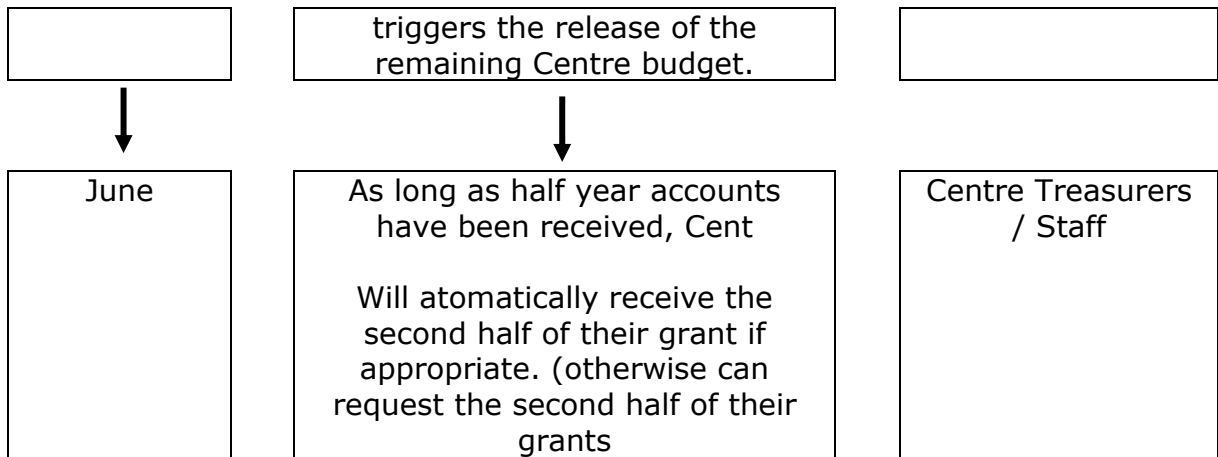 triggers the release of the
remaining Centre budget.
June
As long as half year accounts
have been received, Cent
Will atomatically receive the
second half of their grant if
appropriate. (otherwise can
request the second half of their
grants
Centre Treasurers
/ Staff